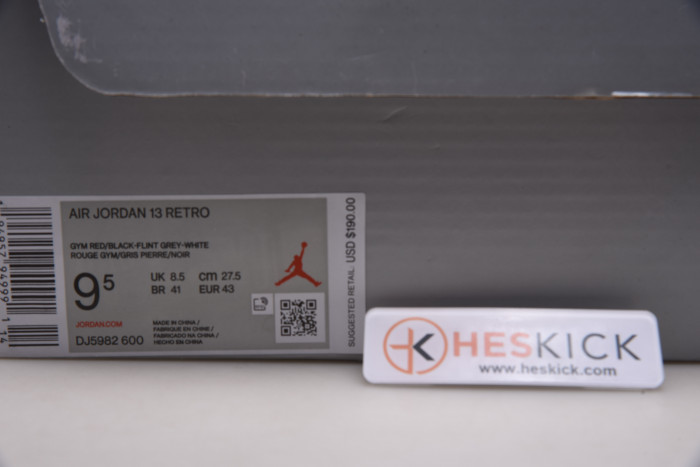 AIR JORDAN 13 RETRO
GYM RED/BLACK-FLINT GREY-WHITE
ROUGE GYM/GRIS PIERRE/NOIR
9 5
UK 8.5 cm 27.5
BR 41 EUR 43
JORDAN.COM
DJ5982 600
MADE IN CHINA /
FABRIQUÉ EN CHINE /
FABRICADO NA CHINA /
HECHO EN CHINA
SUGGESTED RETAIL: USD $190.00
HESKICK
www.heskick.com